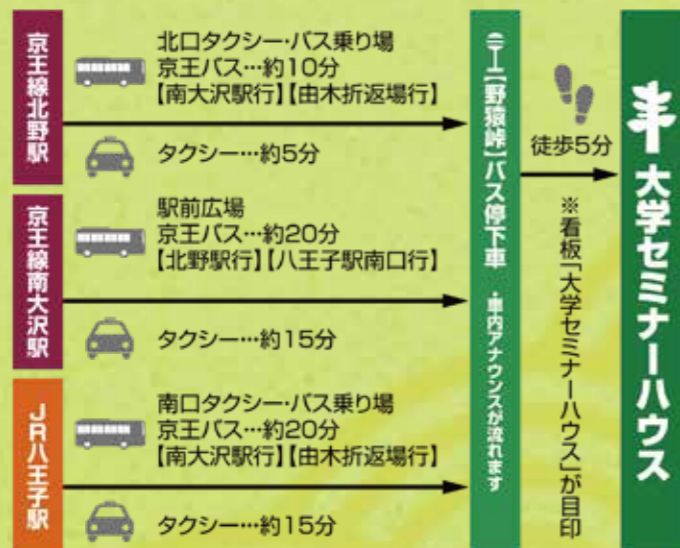 京王線北野駅
北口タクシー・バス乗り場
京王バス…約10分
【南大沢駅行】【由木折返場行】
タクシー…約5分
京王線南大沢駅
駅前広場
京王バス…約20分
【北野駅行】【八王子駅南口行】
タクシー…約15分
JR八王子駅
南口タクシー・バス乗り場
京王バス…約20分
【南大沢駅行】【由木折返場行】
タクシー…約15分
【野猿峠】バス停下車 ・車内アナウンスが流れます
徒歩5分
※看板「大学セミナーハウス」が目印
大学セミナーハウス